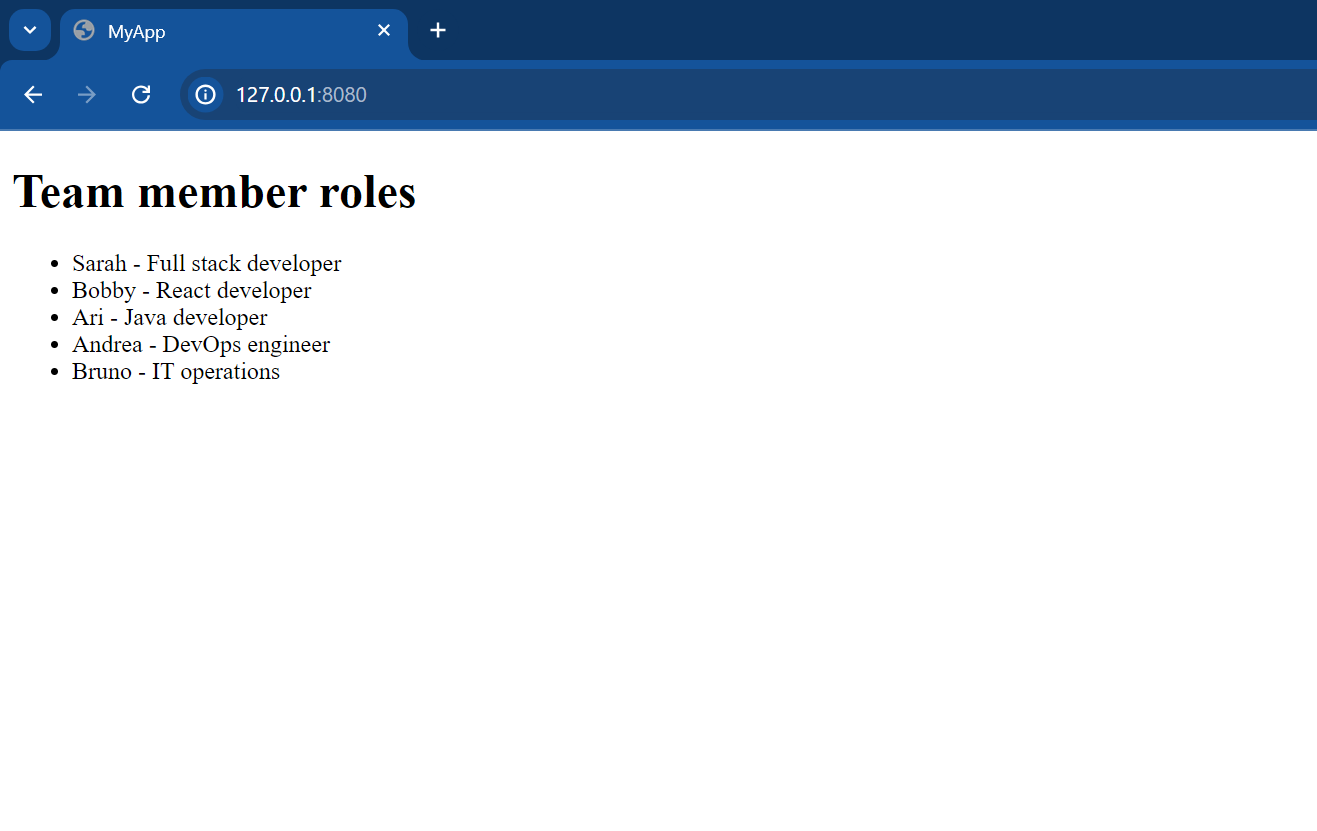 MyApp
127.0.0.1:8080
Team member roles
Sarah - Full stack developer
Bobby - React developer
Ari - Java developer
Andrea - DevOps engineer
Bruno - IT operations